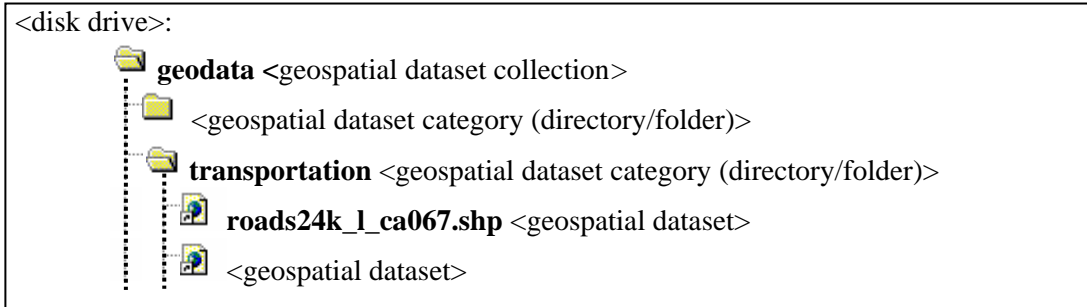 <disk drive>:
geodata <geospatial dataset collection>
<geospatial dataset category (directory/folder)>
transportation <geospatial dataset category (directory/folder)>
roads24k_l_ca067.shp <geospatial dataset>
<geospatial dataset>